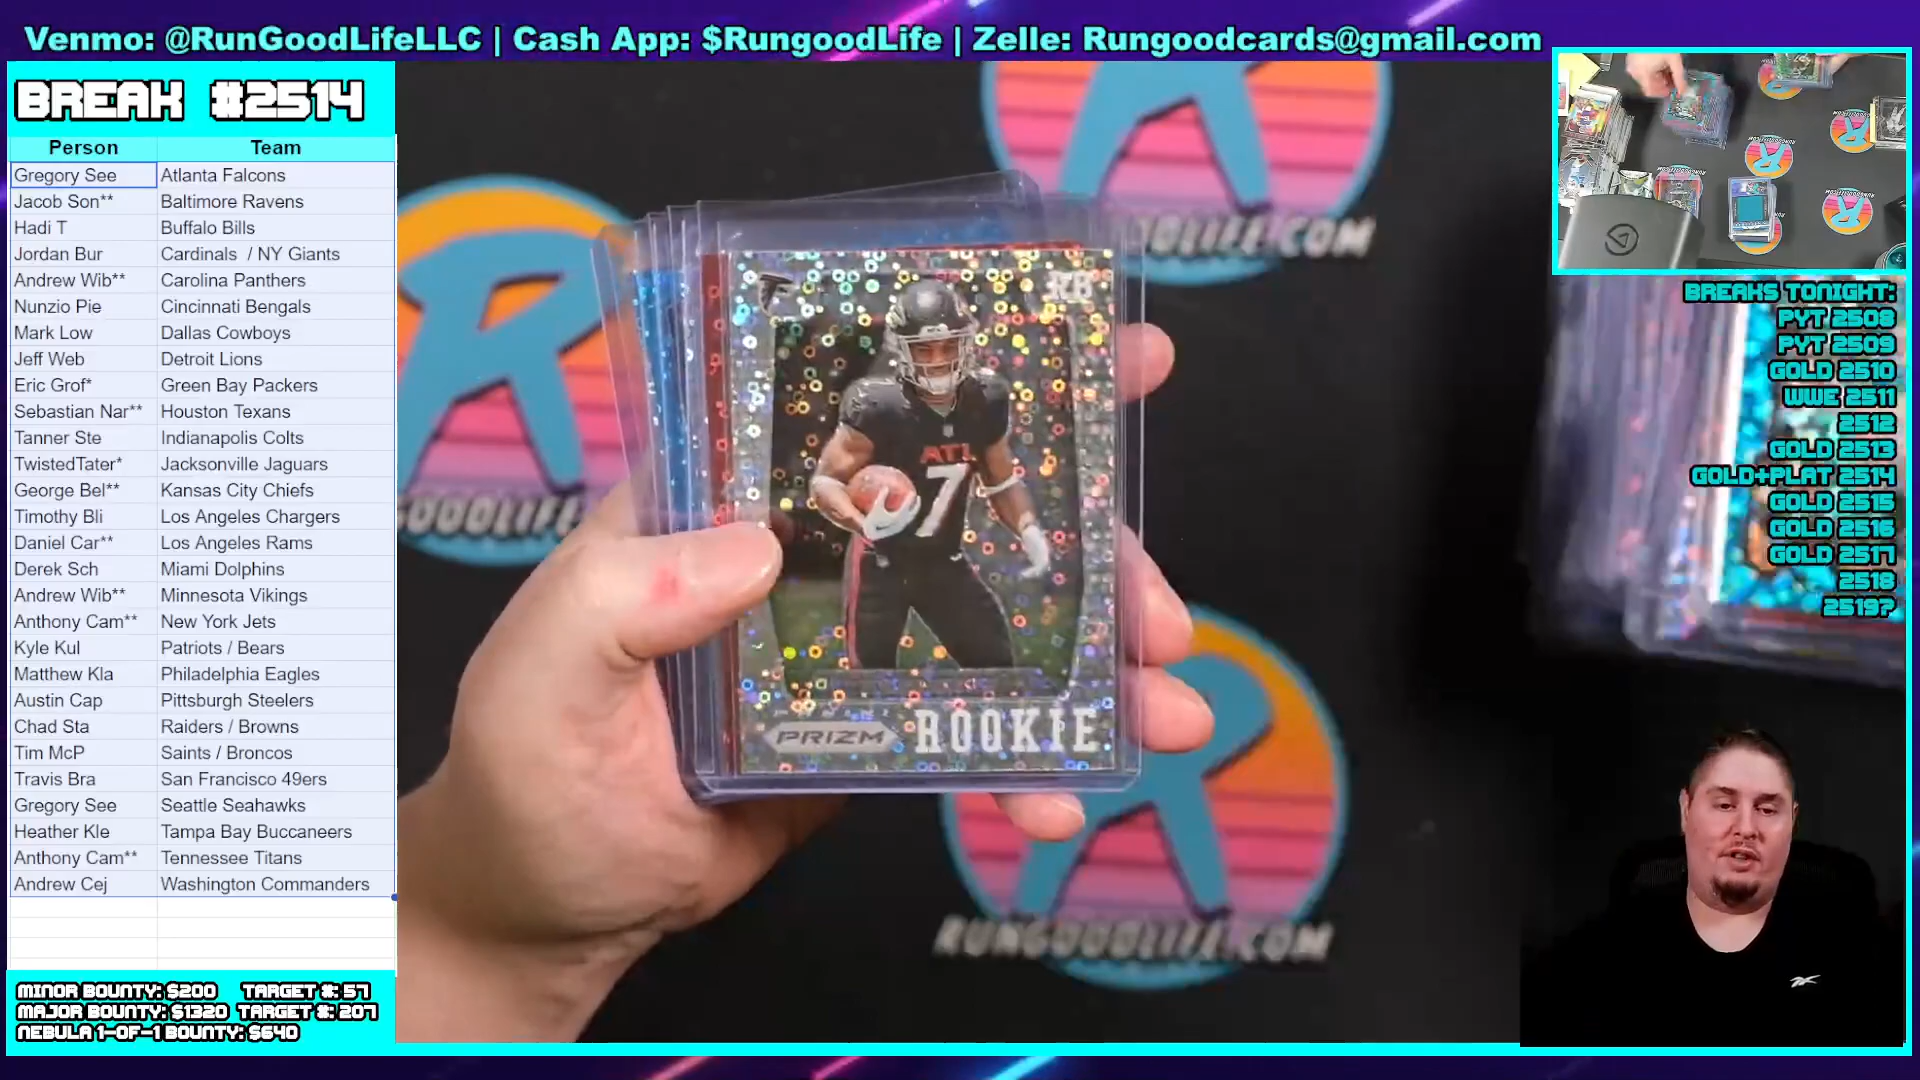 Venmo: @RunGoodLifeLLC | Cash App: $RungoodLife | Zelle: Rungoodcards@gmail.com
BREAK #2514
Person Team
Gregory See Atlanta Falcons
Jacob Son** Baltimore Ravens
Hadi T Buffalo Bills
Jordan Bur Cardinals / NY Giants
Andrew Wib** Carolina Panthers
Nunzio Pie Cincinnati Bengals
Mark Low Dallas Cowboys
Jeff Web Detroit Lions
Eric Grof* Green Bay Packers
Sebastian Nar** Houston Texans
Tanner Ste Indianapolis Colts
TwistedTater* Jacksonville Jaguars
George Bel** Kansas City Chiefs
Timothy Bli Los Angeles Chargers
Daniel Car** Los Angeles Rams
Derek Sch Miami Dolphins
Andrew Wib** Minnesota Vikings
Anthony Cam** New York Jets
Kyle Kul Patriots / Bears
Matthew Kla Philadelphia Eagles
Austin Cap Pittsburgh Steelers
Chad Sta Raiders / Browns
Tim McP Saints / Broncos
Travis Bra San Francisco 49ers
Gregory See Seattle Seahawks
Heather Kle Tampa Bay Buccaneers
Anthony Cam** Tennessee Titans
Andrew Cej Washington Commanders
MINOR BOUNTY: $200 TARGET #: 57
MAJOR BOUNTY: $1320 TARGET #: 207
NEBULA 1-OF-1 BOUNTY: $640
RB
ATL
7
PRIZM ROOKIE
RUNGOODLIFE.COM
BREAKS TONIGHT:
PYT 2508
PYT 2509
GOLD 2510
WWE 2511
2512
GOLD 2513
GOLD+PLAT 2514
GOLD 2515
GOLD 2516
GOLD 2517
2518
2519?